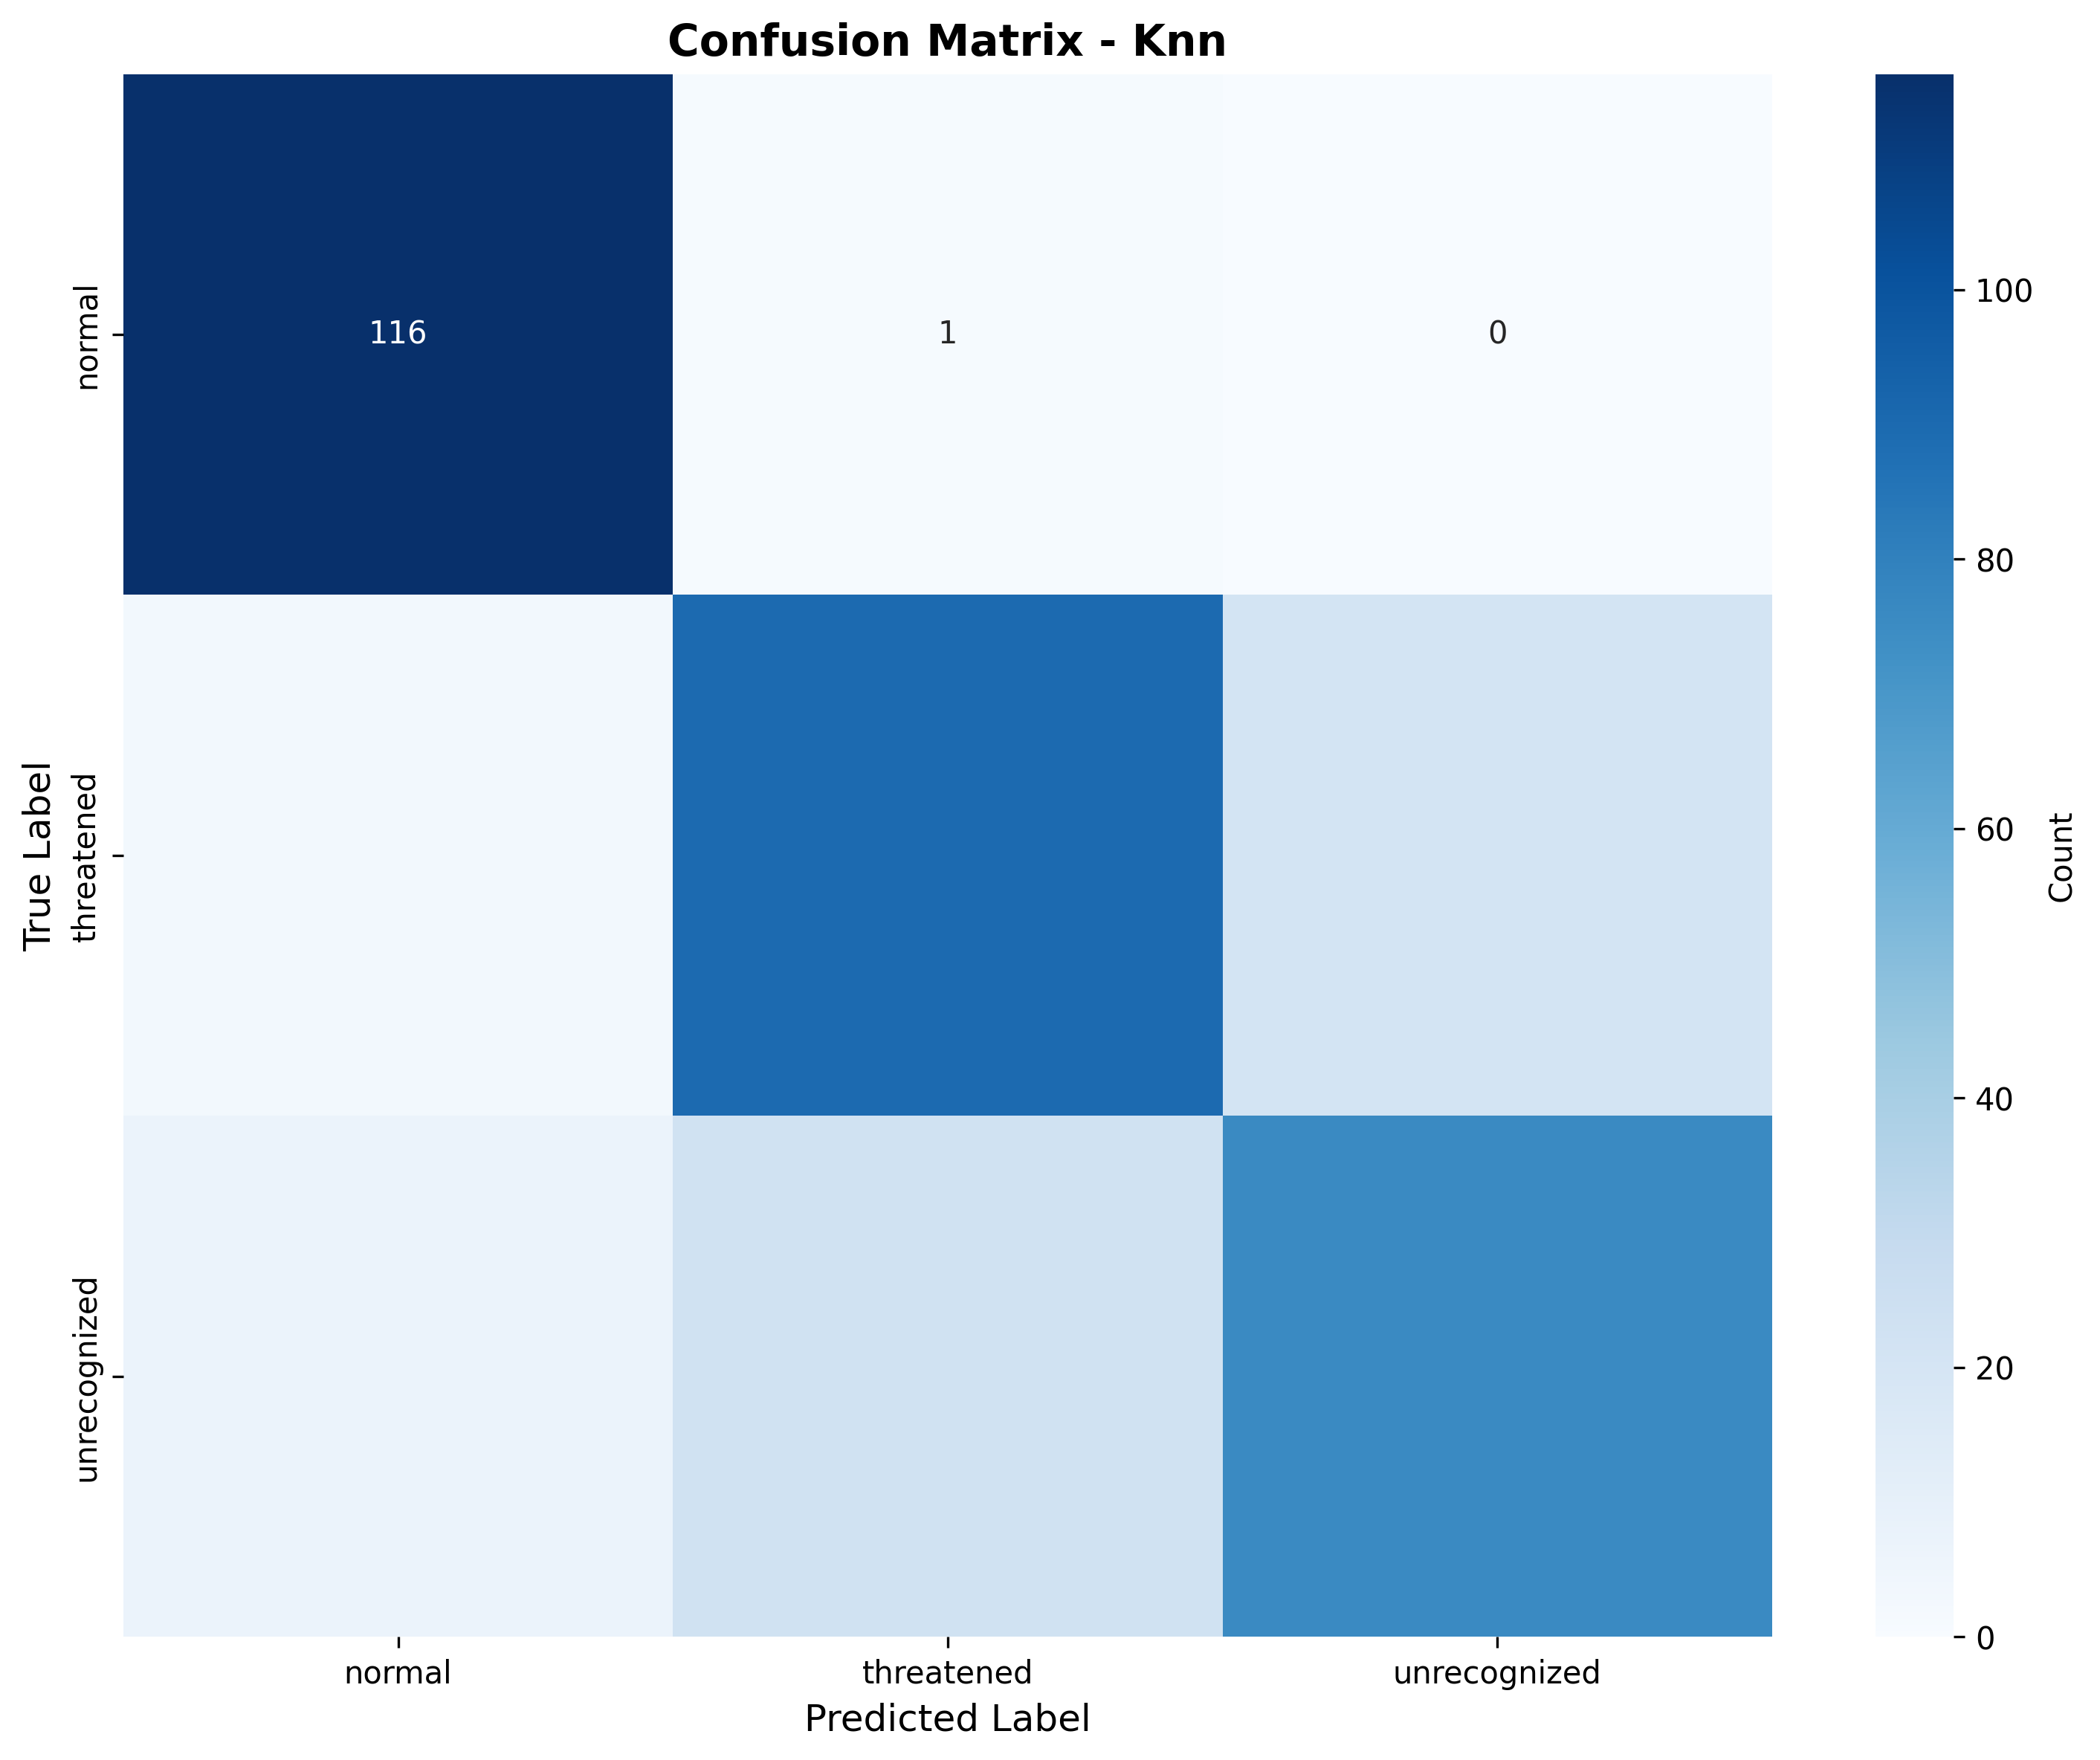 Confusion Matrix - Knn
True Label
normal
116 1 0
threatened
unrecognized
normal threatened unrecognized
Predicted Label
100
80
60
40
20
0
Count